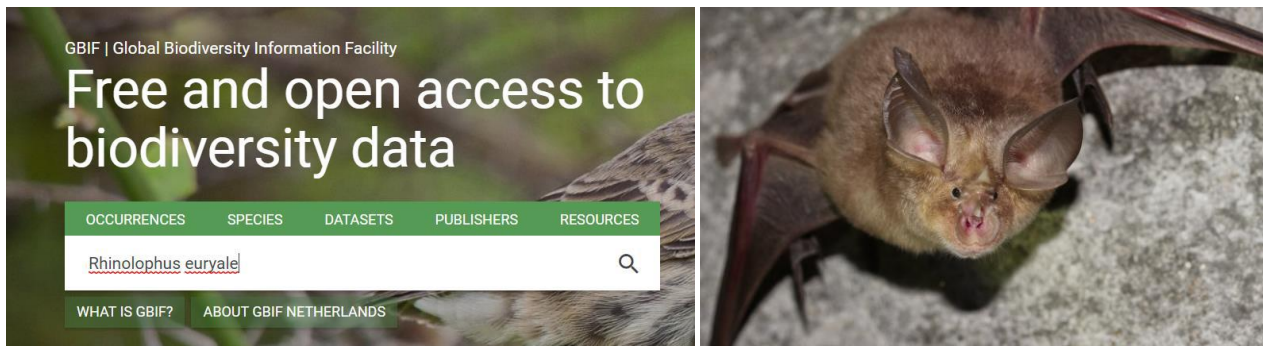 GBIF | Global Biodiversity Information Facility
Free and open access to
biodiversity data
OCCURRENCES SPECIES DATASETS PUBLISHERS RESOURCES
Rhinolophus euryale
WHAT IS GBIF? ABOUT GBIF NETHERLANDS